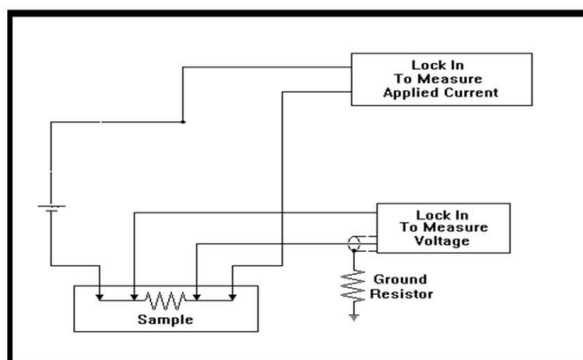 Lock In
To Measure
Applied Current
Lock In
To Measure
Voltage
Ground
Resistor
Sample